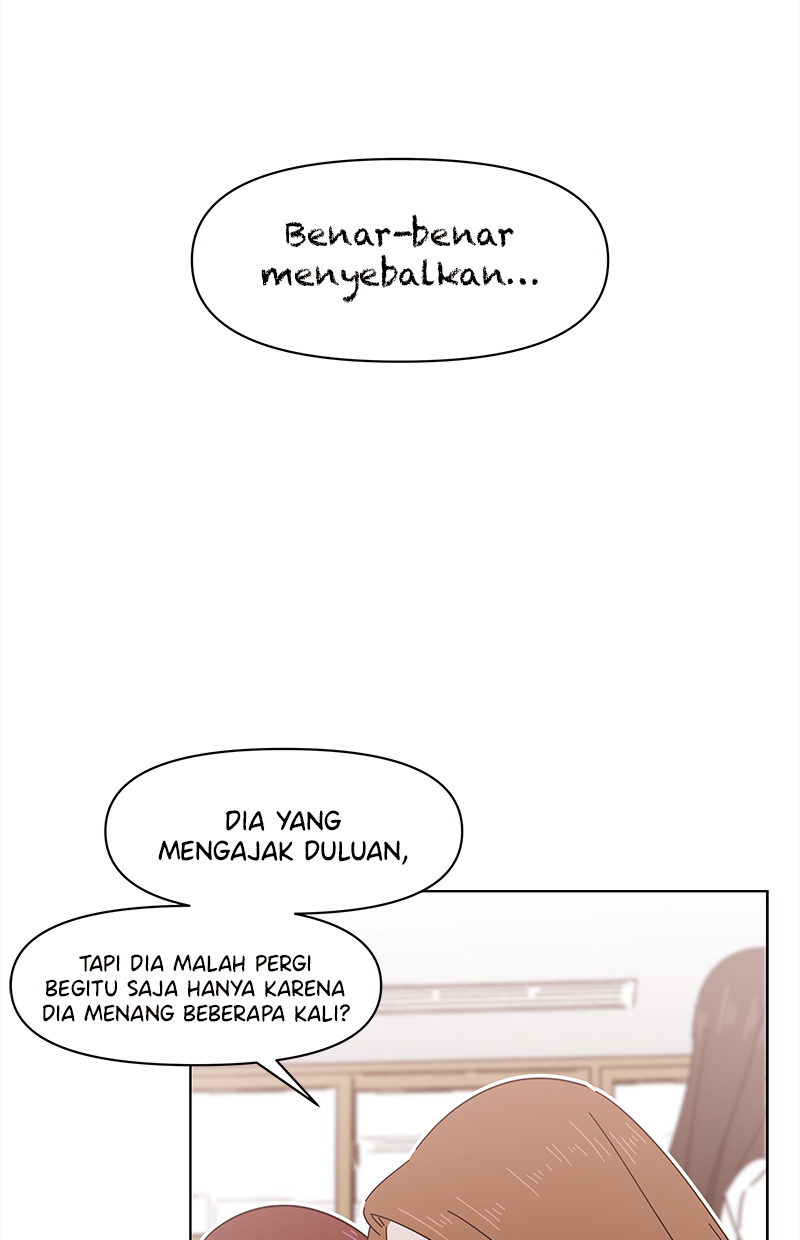 Benar-benar
menyebalkan...
DIA YANG
MENGAJAK DULUAN,
TAPI DIA MALAH PERGI
BEGITU SAJA HANYA KARENA
DIA MENANG BEBERAPA KALI?